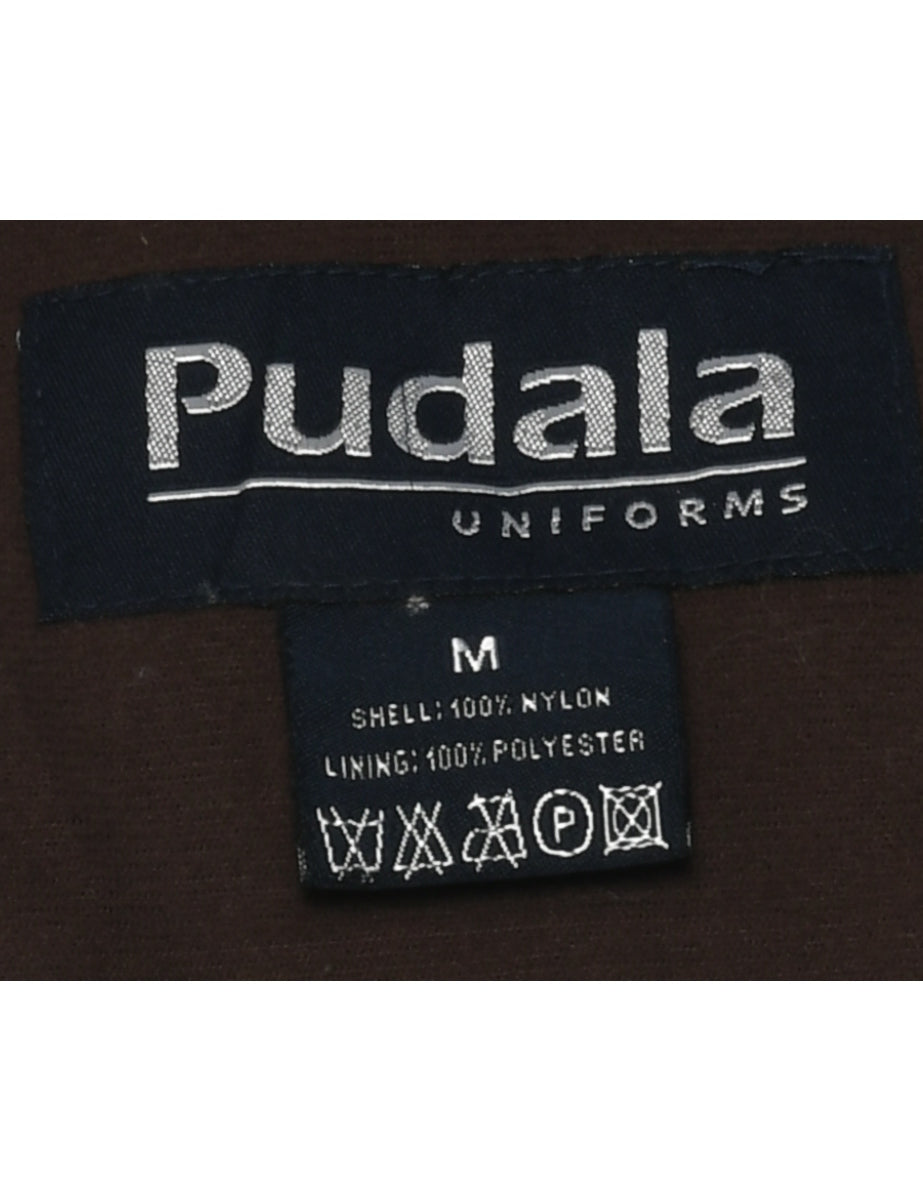 Pudala
UNIFORMS
M
SHELL: 100% NYLON
LINING: 100% POLYESTER
P